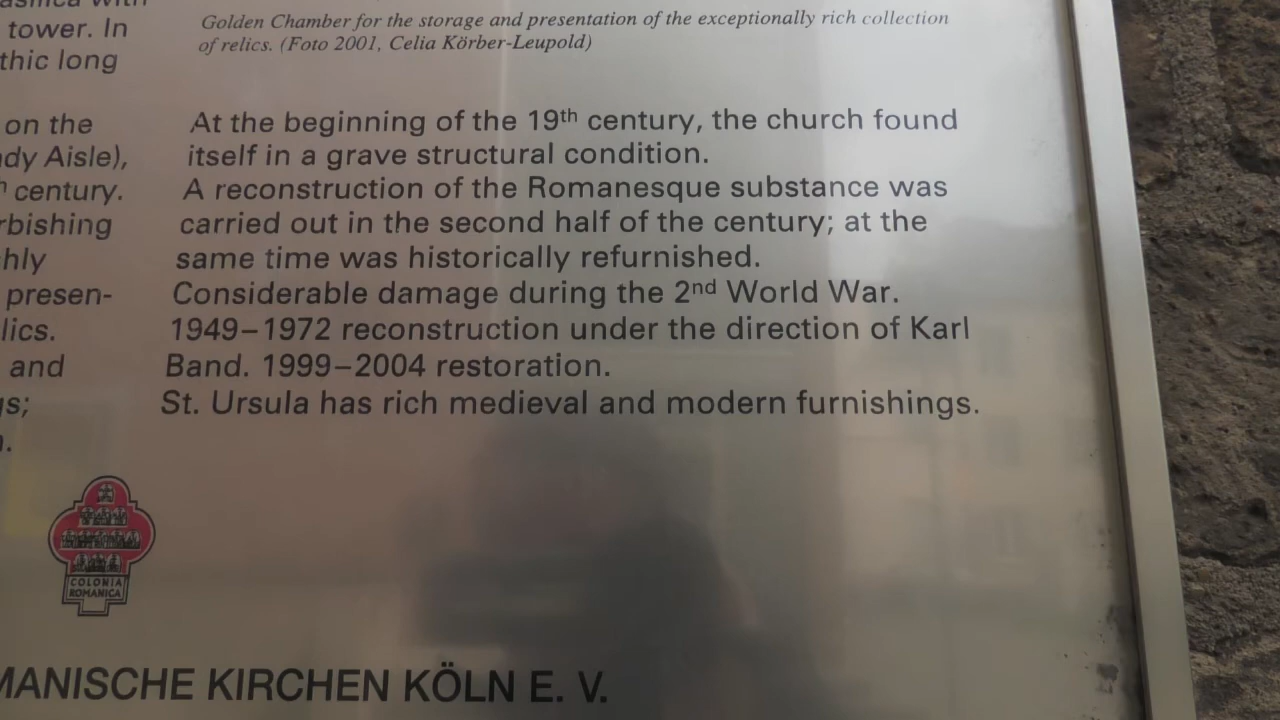 tower. In
thic long
on the
dy Aisle),
century.
rbishing
hly
presen-
lics.
and
gs;
Golden Chamber for the storage and presentation of the exceptionally rich collection
of relics. (Foto 2001, Celia Körber-Leupold)
At the beginning of the 19th century, the church found
itself in a grave structural condition.
A reconstruction of the Romanesque substance was
carried out in the second half of the century; at the
same time was historically refurnished.
Considerable damage during the 2nd World War.
1949–1972 reconstruction under the direction of Karl
Band. 1999–2004 restoration.
St. Ursula has rich medieval and modern furnishings.
COLONIA
ROMANICA
MANISCHE KIRCHEN KÖLN E. V.